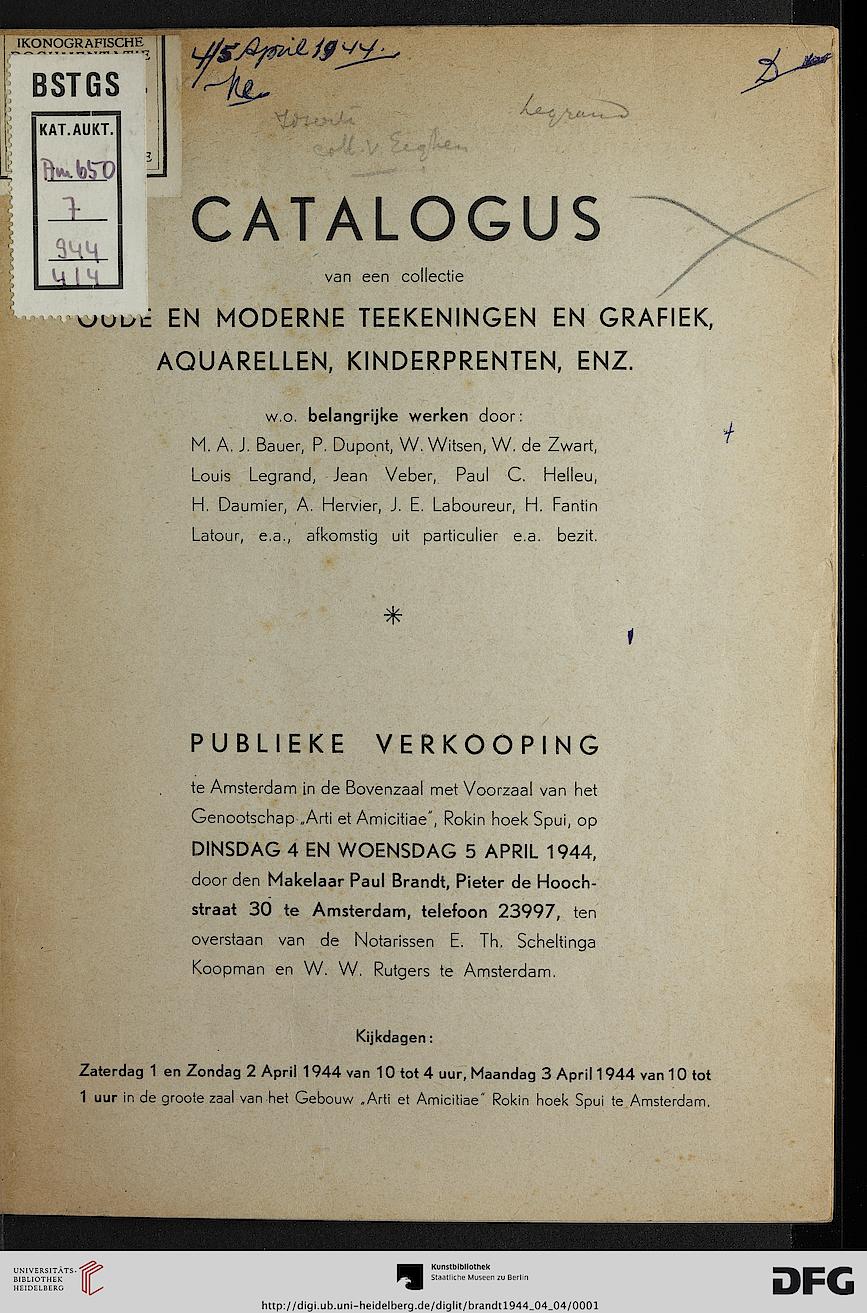 IKONOGRAFISCHE
BSTGS
KAT. AUKT.
Am 650
7
944
414
4/5 April 1944.
Legrand
coll. v. Eeghen
CATALOGUS
van een collectie
OUDE EN MODERNE TEEKENINGEN EN GRAFIEK,
AQUARELLEN, KINDERPRENTEN, ENZ.
w.o. belangrijke werken door:
M. A. J. Bauer, P. Dupont, W. Witsen, W. de Zwart,
Louis Legrand, Jean Veber, Paul C. Helleu,
H. Daumier, A. Hervier, J. E. Laboureur, H. Fantin
Latour, e.a., afkomstig uit particulier e.a. bezit.
PUBLIEKE VERKOOPING
te Amsterdam in de Bovenzaal met Voorzaal van het
Genootschap „Arti et Amicitiae", Rokin hoek Spui, op
DINSDAG 4 EN WOENSDAG 5 APRIL 1944,
door den Makelaar Paul Brandt, Pieter de Hooch-
straat 30 te Amsterdam, telefoon 23997, ten
overstaan van de Notarissen E. Th. Scheltinga
Koopman en W. W. Rutgers te Amsterdam.
Kijkdagen:
Zaterdag 1 en Zondag 2 April 1944 van 10 tot 4 uur, Maandag 3 April 1944 van 10 tot
1 uur in de groote zaal van het Gebouw „Arti et Amicitiae" Rokin hoek Spui te Amsterdam.
UNIVERSITÄTS-
BIBLIOTHEK
HEIDELBERG
Kunstbibliothek
Staatliche Museen zu Berlin
DFG
http://digi.ub.uni-heidelberg.de/diglit/brandt1944_04_04/0001